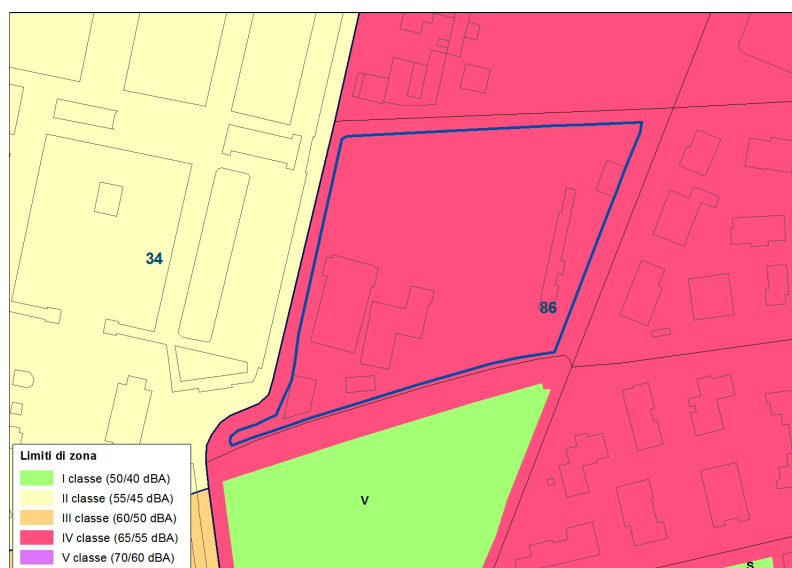 34
86
V
S
Limiti di zona
I classe (50/40 dBA)
II classe (55/45 dBA)
III classe (60/50 dBA)
IV classe (65/55 dBA)
V classe (70/60 dBA)